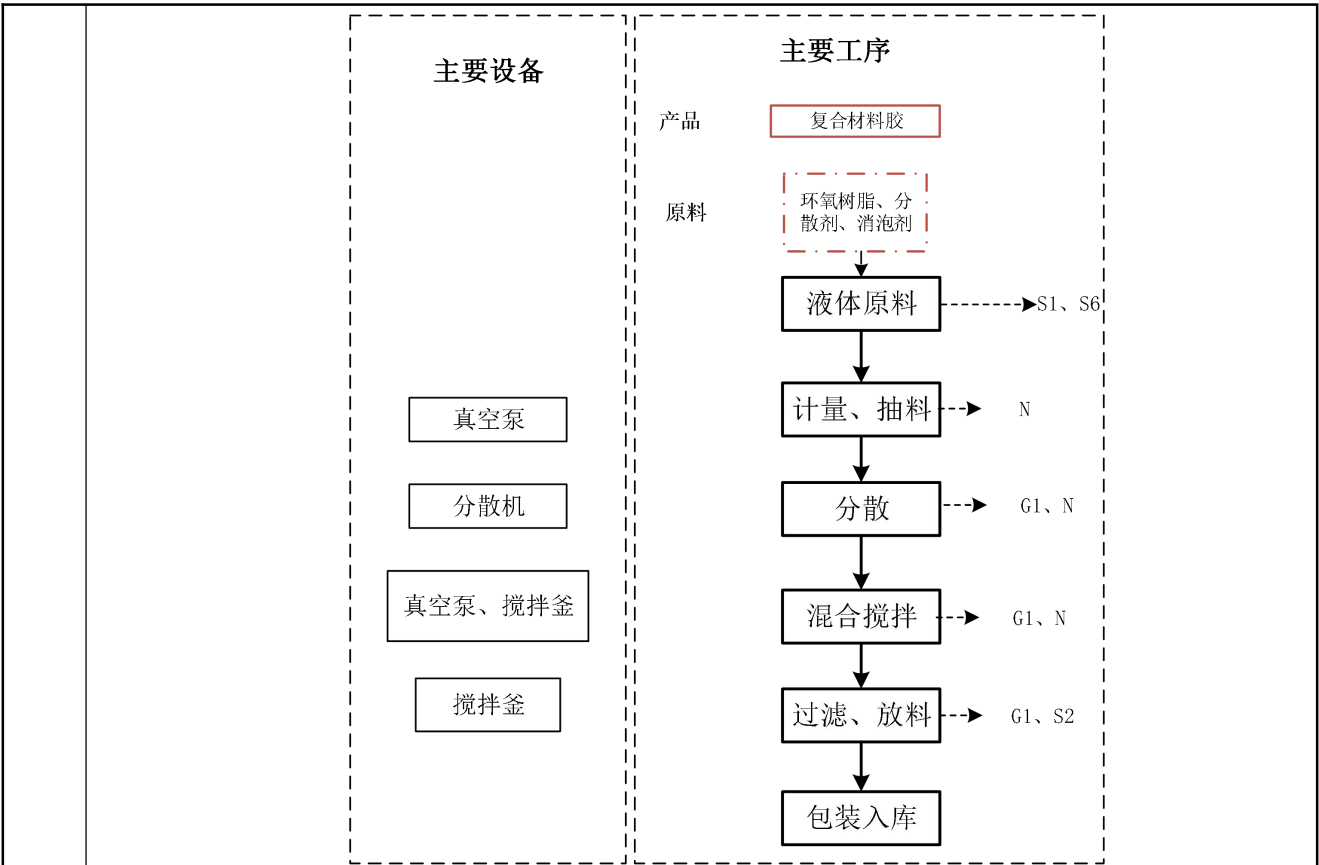 主要设备
真空泵
分散机
真空泵、搅拌釜
搅拌釜
主要工序
产品
复合材料胶
原料
环氧树脂、分
散剂、消泡剂
液体原料
S1、S6
计量、抽料
N
分散
G1、N
混合搅拌
G1、N
过滤、放料
G1、S2
包装入库